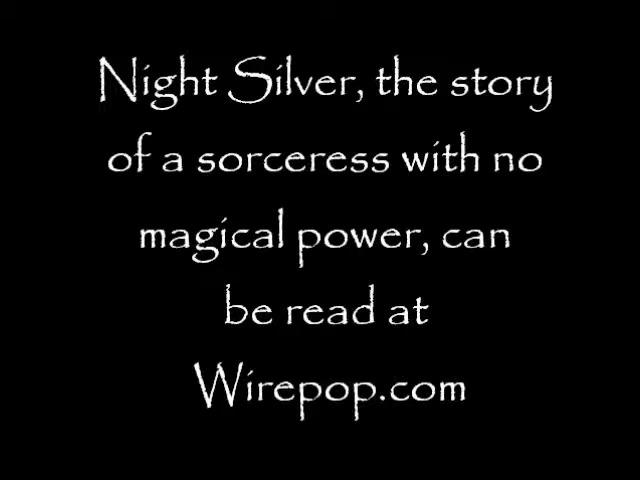 Night Silver, the story
of a sorceress with no
magical power, can
be read at
Wirepop.com